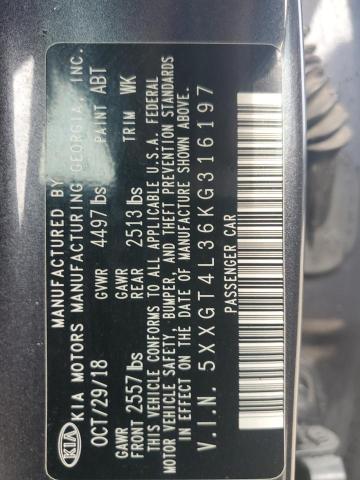 KIA
MANUFACTURED BY
KIA MOTORS MANUFACTURING GEORGIA, INC.
OCT/29/18 GVWR 4497 lbs PAINT ABT
GAWR GAWR
FRONT 2557 lbs REAR 2513 lbs TRIM WK
THIS VEHICLE CONFORMS TO ALL APPLICABLE U.S.A. FEDERAL
MOTOR VEHICLE SAFETY, BUMPER, AND THEFT PREVENTION STANDARDS
IN EFFECT ON THE DATE OF MANUFACTURE SHOWN ABOVE.
V.I.N. 5XXGT4L36KG316197
PASSENGER CAR